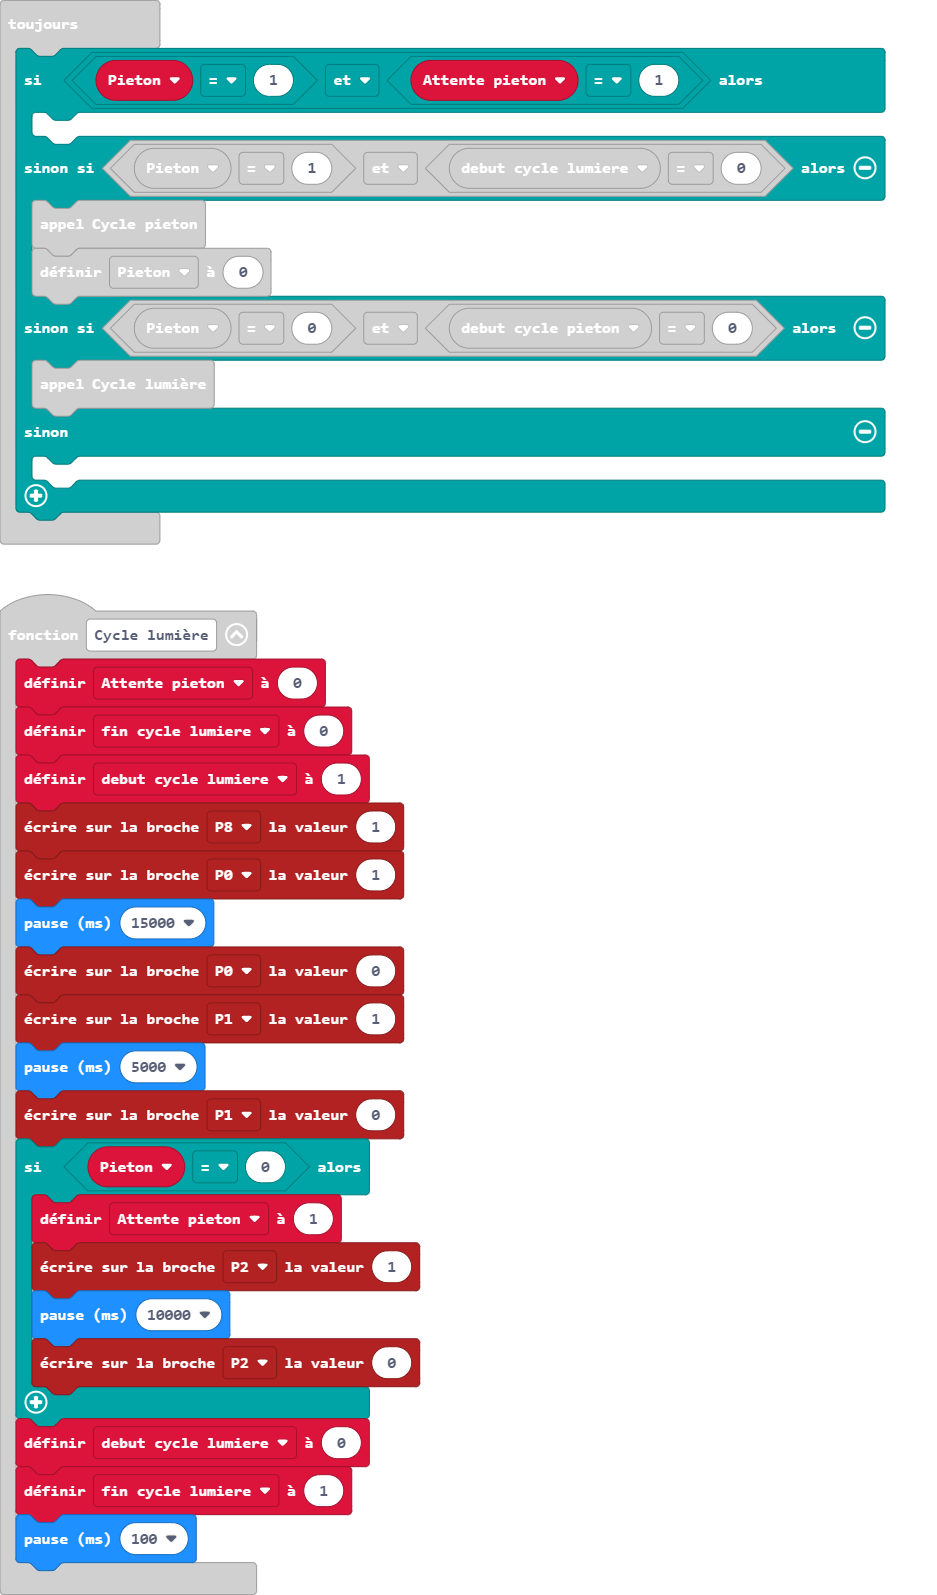 toujours
si Pieton = 1 et Attente pieton = 1 alors
sinon si Pieton = 1 et debut cycle lumiere = 0 alors
appel Cycle pieton
définir Pieton à 0
sinon si Pieton = 0 et debut cycle pieton = 0 alors
appel Cycle lumière
sinon
fonction Cycle lumière
définir Attente pieton à 0
définir fin cycle lumiere à 0
définir debut cycle lumiere à 1
écrire sur la broche P8 la valeur 1
écrire sur la broche P0 la valeur 1
pause (ms) 15000
écrire sur la broche P0 la valeur 0
écrire sur la broche P1 la valeur 1
pause (ms) 5000
écrire sur la broche P1 la valeur 0
si Pieton = 0 alors
définir Attente pieton à 1
écrire sur la broche P2 la valeur 1
pause (ms) 10000
écrire sur la broche P2 la valeur 0
définir debut cycle lumiere à 0
définir fin cycle lumiere à 1
pause (ms) 100